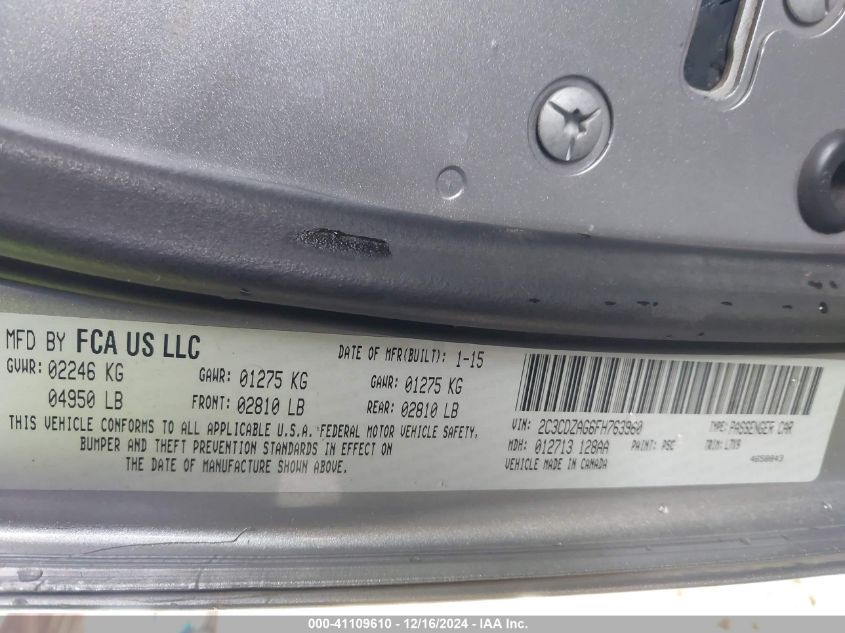 MFD BY FCA US LLC
DATE OF MFR(BUILT): 1-15
GVWR: 02246 KG
GAWR: 01275 KG
GAWR: 01275 KG
04950 LB
FRONT: 02810 LB
REAR: 02810 LB
THIS VEHICLE CONFORMS TO ALL APPLICABLE U.S.A. FEDERAL MOTOR VEHICLE SAFETY,
BUMPER AND THEFT PREVENTION STANDARDS IN EFFECT ON
THE DATE OF MANUFACTURE SHOWN ABOVE.
VIN: 2C3CDZAG6FH763960
TYPE: PASSENGER CAR
MDH: 012713 128AA
PAINT: PSC
TRIM: L7X9
VEHICLE MADE IN CANADA
4658843
000-41109610 - 12/16/2024 - IAA Inc.